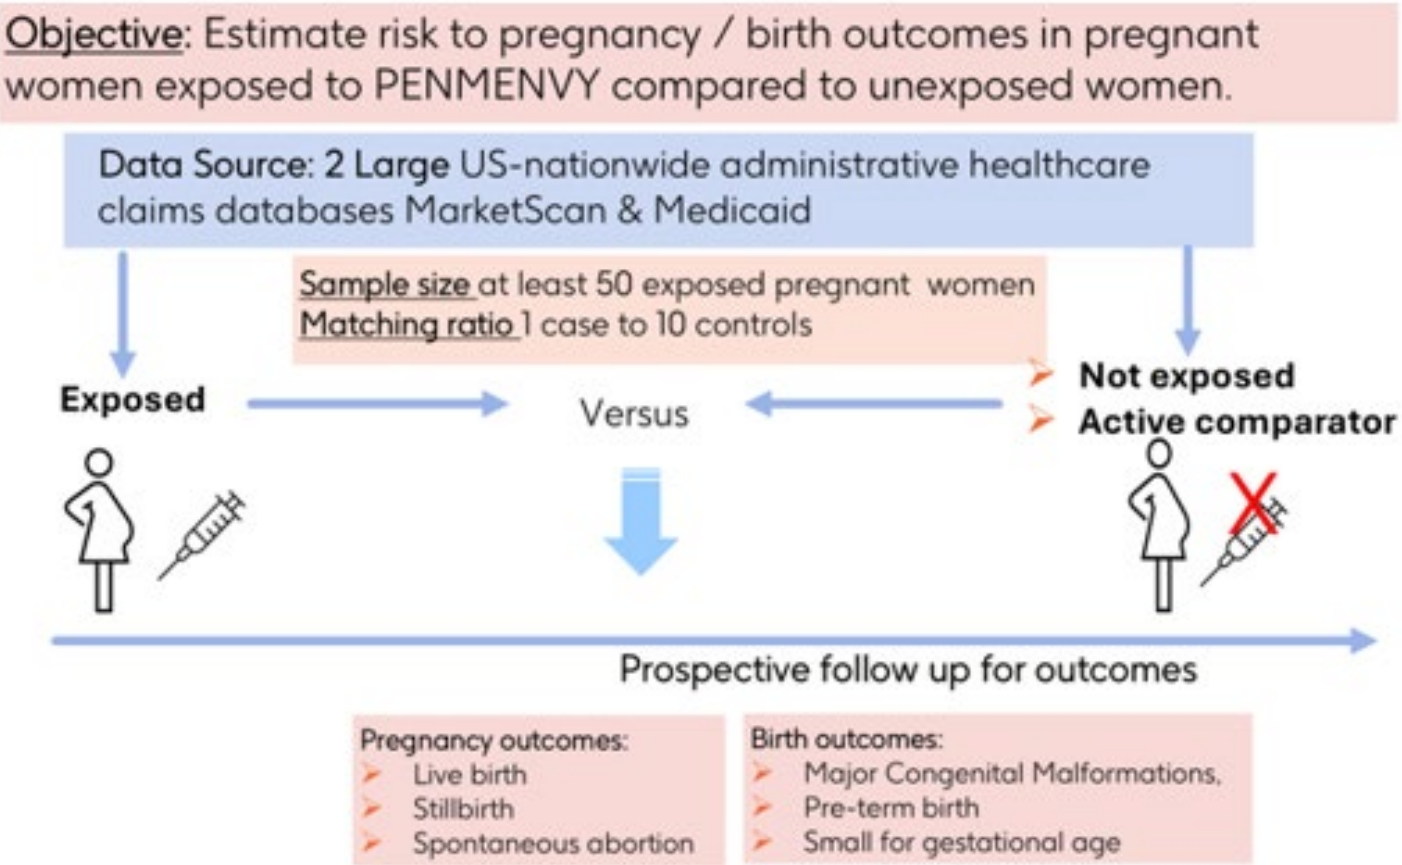 Objective: Estimate risk to pregnancy / birth outcomes in pregnant
women exposed to PENMENVY compared to unexposed women.
Data Source: 2 Large US-nationwide administrative healthcare
claims databases MarketScan & Medicaid
Sample size at least 50 exposed pregnant women
Matching ratio 1 case to 10 controls
Exposed
Versus
Not exposed
Active comparator
Prospective follow up for outcomes
Pregnancy outcomes:
Live birth
Stillbirth
Spontaneous abortion
Birth outcomes:
Major Congenital Malformations,
Pre-term birth
Small for gestational age